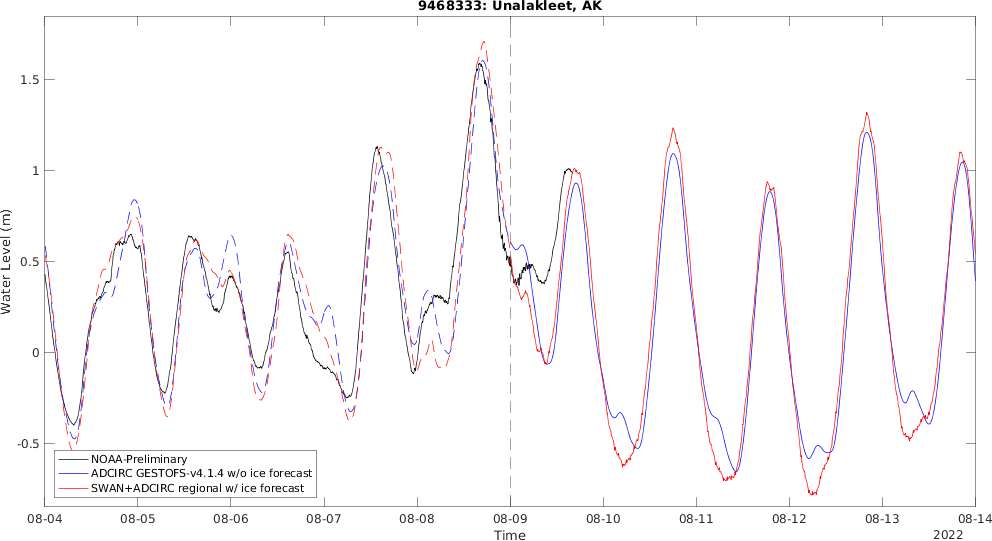 9468333: Unalakleet, AK
Water Level (m)
1.5
1
0.5
0
-0.5
NOAA-Preliminary
ADCIRC GESTOFS-v4.1.4 w/o ice forecast
SWAN+ADCIRC regional w/ ice forecast
08-04 08-05 08-06 08-07 08-08 08-09 08-10 08-11 08-12 08-13 08-14
Time
2022